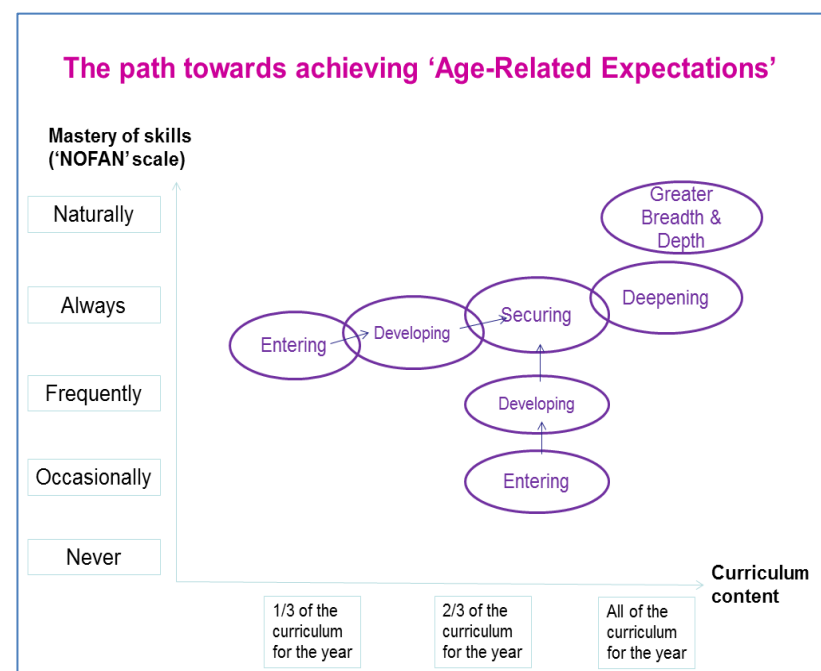 The path towards achieving ‘Age-Related Expectations’
Mastery of skills
(‘NOFAN’ scale)
Naturally
Greater
Breadth &
Depth
Always
Entering
Developing
Securing
Deepening
Frequently
Developing
Occasionally
Entering
Never
Curriculum
content
1/3 of the
curriculum
for the year
2/3 of the
curriculum
for the year
All of the
curriculum
for the year